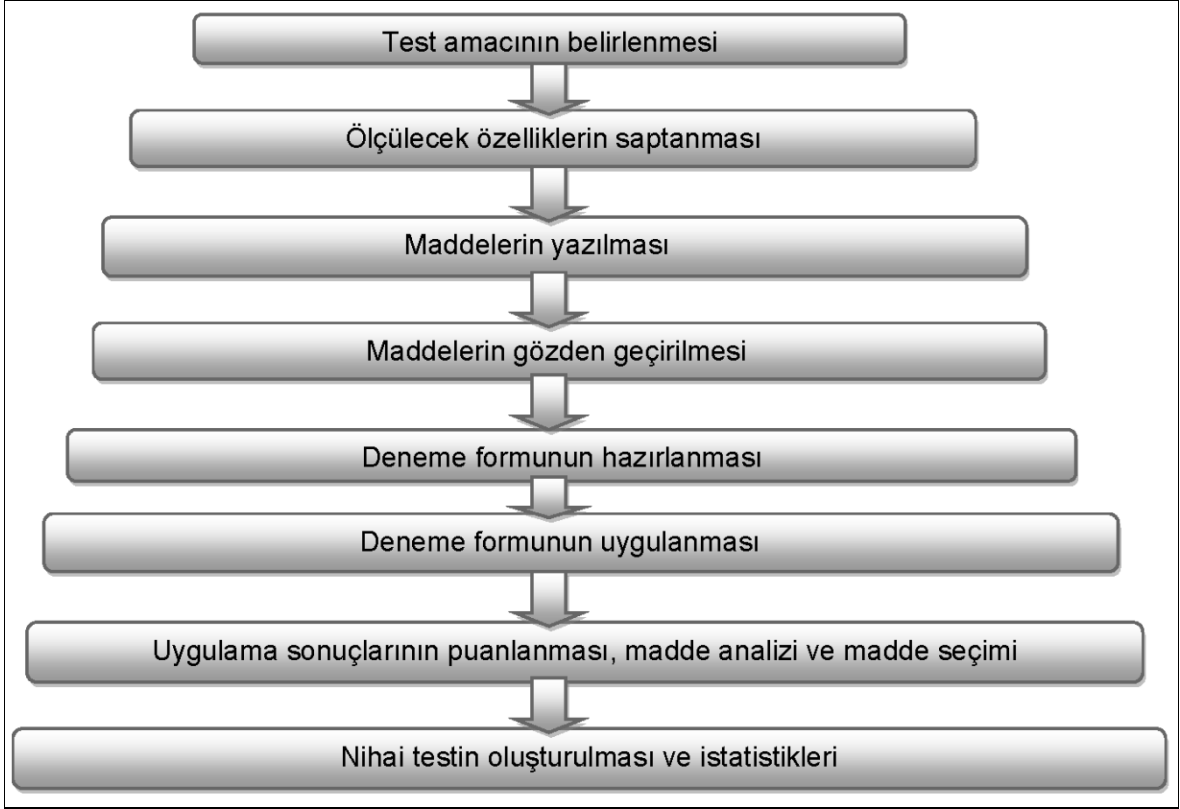 Test amacının belirlenmesi
Ölçülecek özelliklerin saptanması
Maddelerin yazılması
Maddelerin gözden geçirilmesi
Deneme formunun hazırlanması
Deneme formunun uygulanması
Uygulama sonuçlarının puanlanması, madde analizi ve madde seçimi
Nihai testin oluşturulması ve istatistikleri